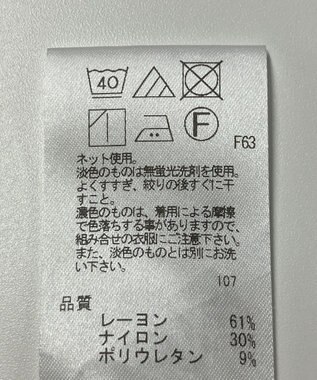 40
F
F63
ネット使用。
淡色のものは無蛍光洗剤を使用。
よくすすぎ、絞りの後すぐに干
すこと。
濃色のものは、着用による摩擦
で色落ちする事がありますので、
組み合せの衣服にご注意下さい。
また、淡色のものとは別にお洗
い下さい。
107
品質
レーヨン 61%
ナイロン 30%
ポリウレタン 9%